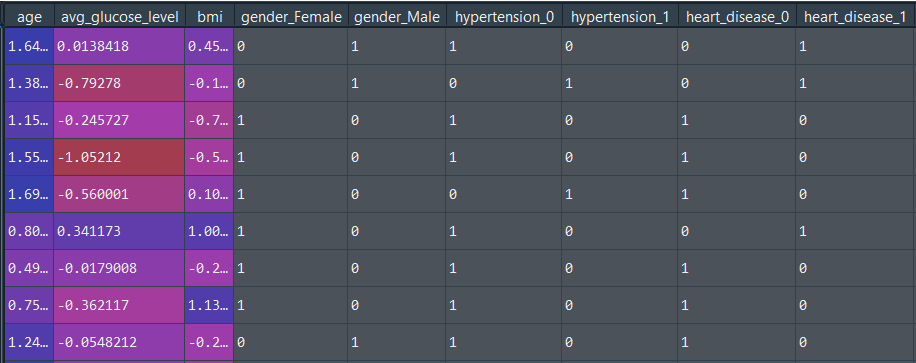 age avg_glucose_level bmi gender_Female gender_Male hypertension_0 hypertension_1 heart_disease_0 heart_disease_1
1.64… 0.0138418 0.45… 0 1 1 0 0 1
1.38… -0.79278 -0.1… 0 1 0 1 0 1
1.15… -0.245727 -0.7… 1 0 1 0 1 0
1.55… -1.05212 -0.5… 1 0 1 0 1 0
1.69… -0.560001 0.10… 1 0 0 1 1 0
0.80… 0.341173 1.00… 1 0 1 0 0 1
0.49… -0.0179008 -0.2… 1 0 1 0 1 0
0.75… -0.362117 1.13… 1 0 1 0 1 0
1.24… -0.0548212 -0.2… 0 1 1 0 1 0